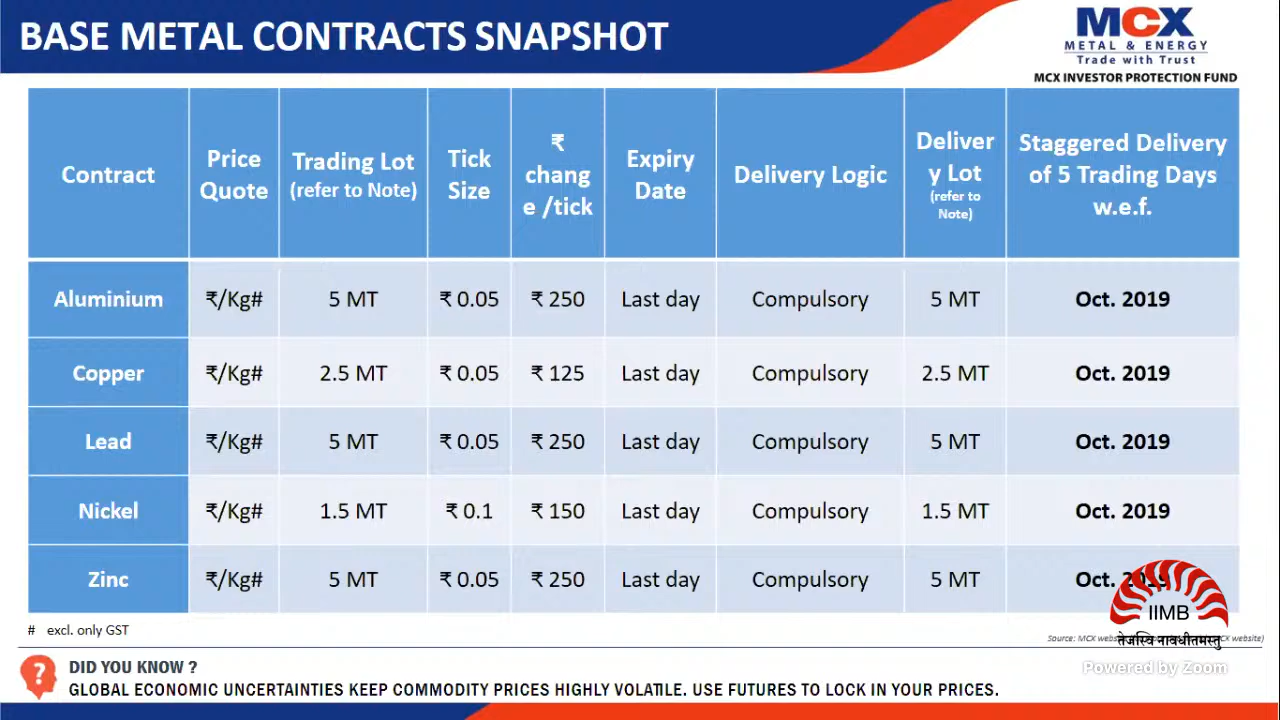 BASE METAL CONTRACTS SNAPSHOT
MCX
METAL & ENERGY
Trade with Trust
MCX INVESTOR PROTECTION FUND
Contract Price Quote Trading Lot (refer to Note) Tick Size ₹ chang e /tick Expiry Date Delivery Logic Deliver y Lot (refer to Note) Staggered Delivery of 5 Trading Days w.e.f.
Aluminium ₹/Kg# 5 MT ₹ 0.05 ₹ 250 Last day Compulsory 5 MT Oct. 2019
Copper ₹/Kg# 2.5 MT ₹ 0.05 ₹ 125 Last day Compulsory 2.5 MT Oct. 2019
Lead ₹/Kg# 5 MT ₹ 0.05 ₹ 250 Last day Compulsory 5 MT Oct. 2019
Nickel ₹/Kg# 1.5 MT ₹ 0.1 ₹ 150 Last day Compulsory 1.5 MT Oct. 2019
Zinc ₹/Kg# 5 MT ₹ 0.05 ₹ 250 Last day Compulsory 5 MT Oct. 2019
IIMB
तेजस्वि नावधीतमस्तु
# excl. only GST
Source: MCX website)
Powered by Zoom
?
DID YOU KNOW ?
GLOBAL ECONOMIC UNCERTAINTIES KEEP COMMODITY PRICES HIGHLY VOLATILE. USE FUTURES TO LOCK IN YOUR PRICES.